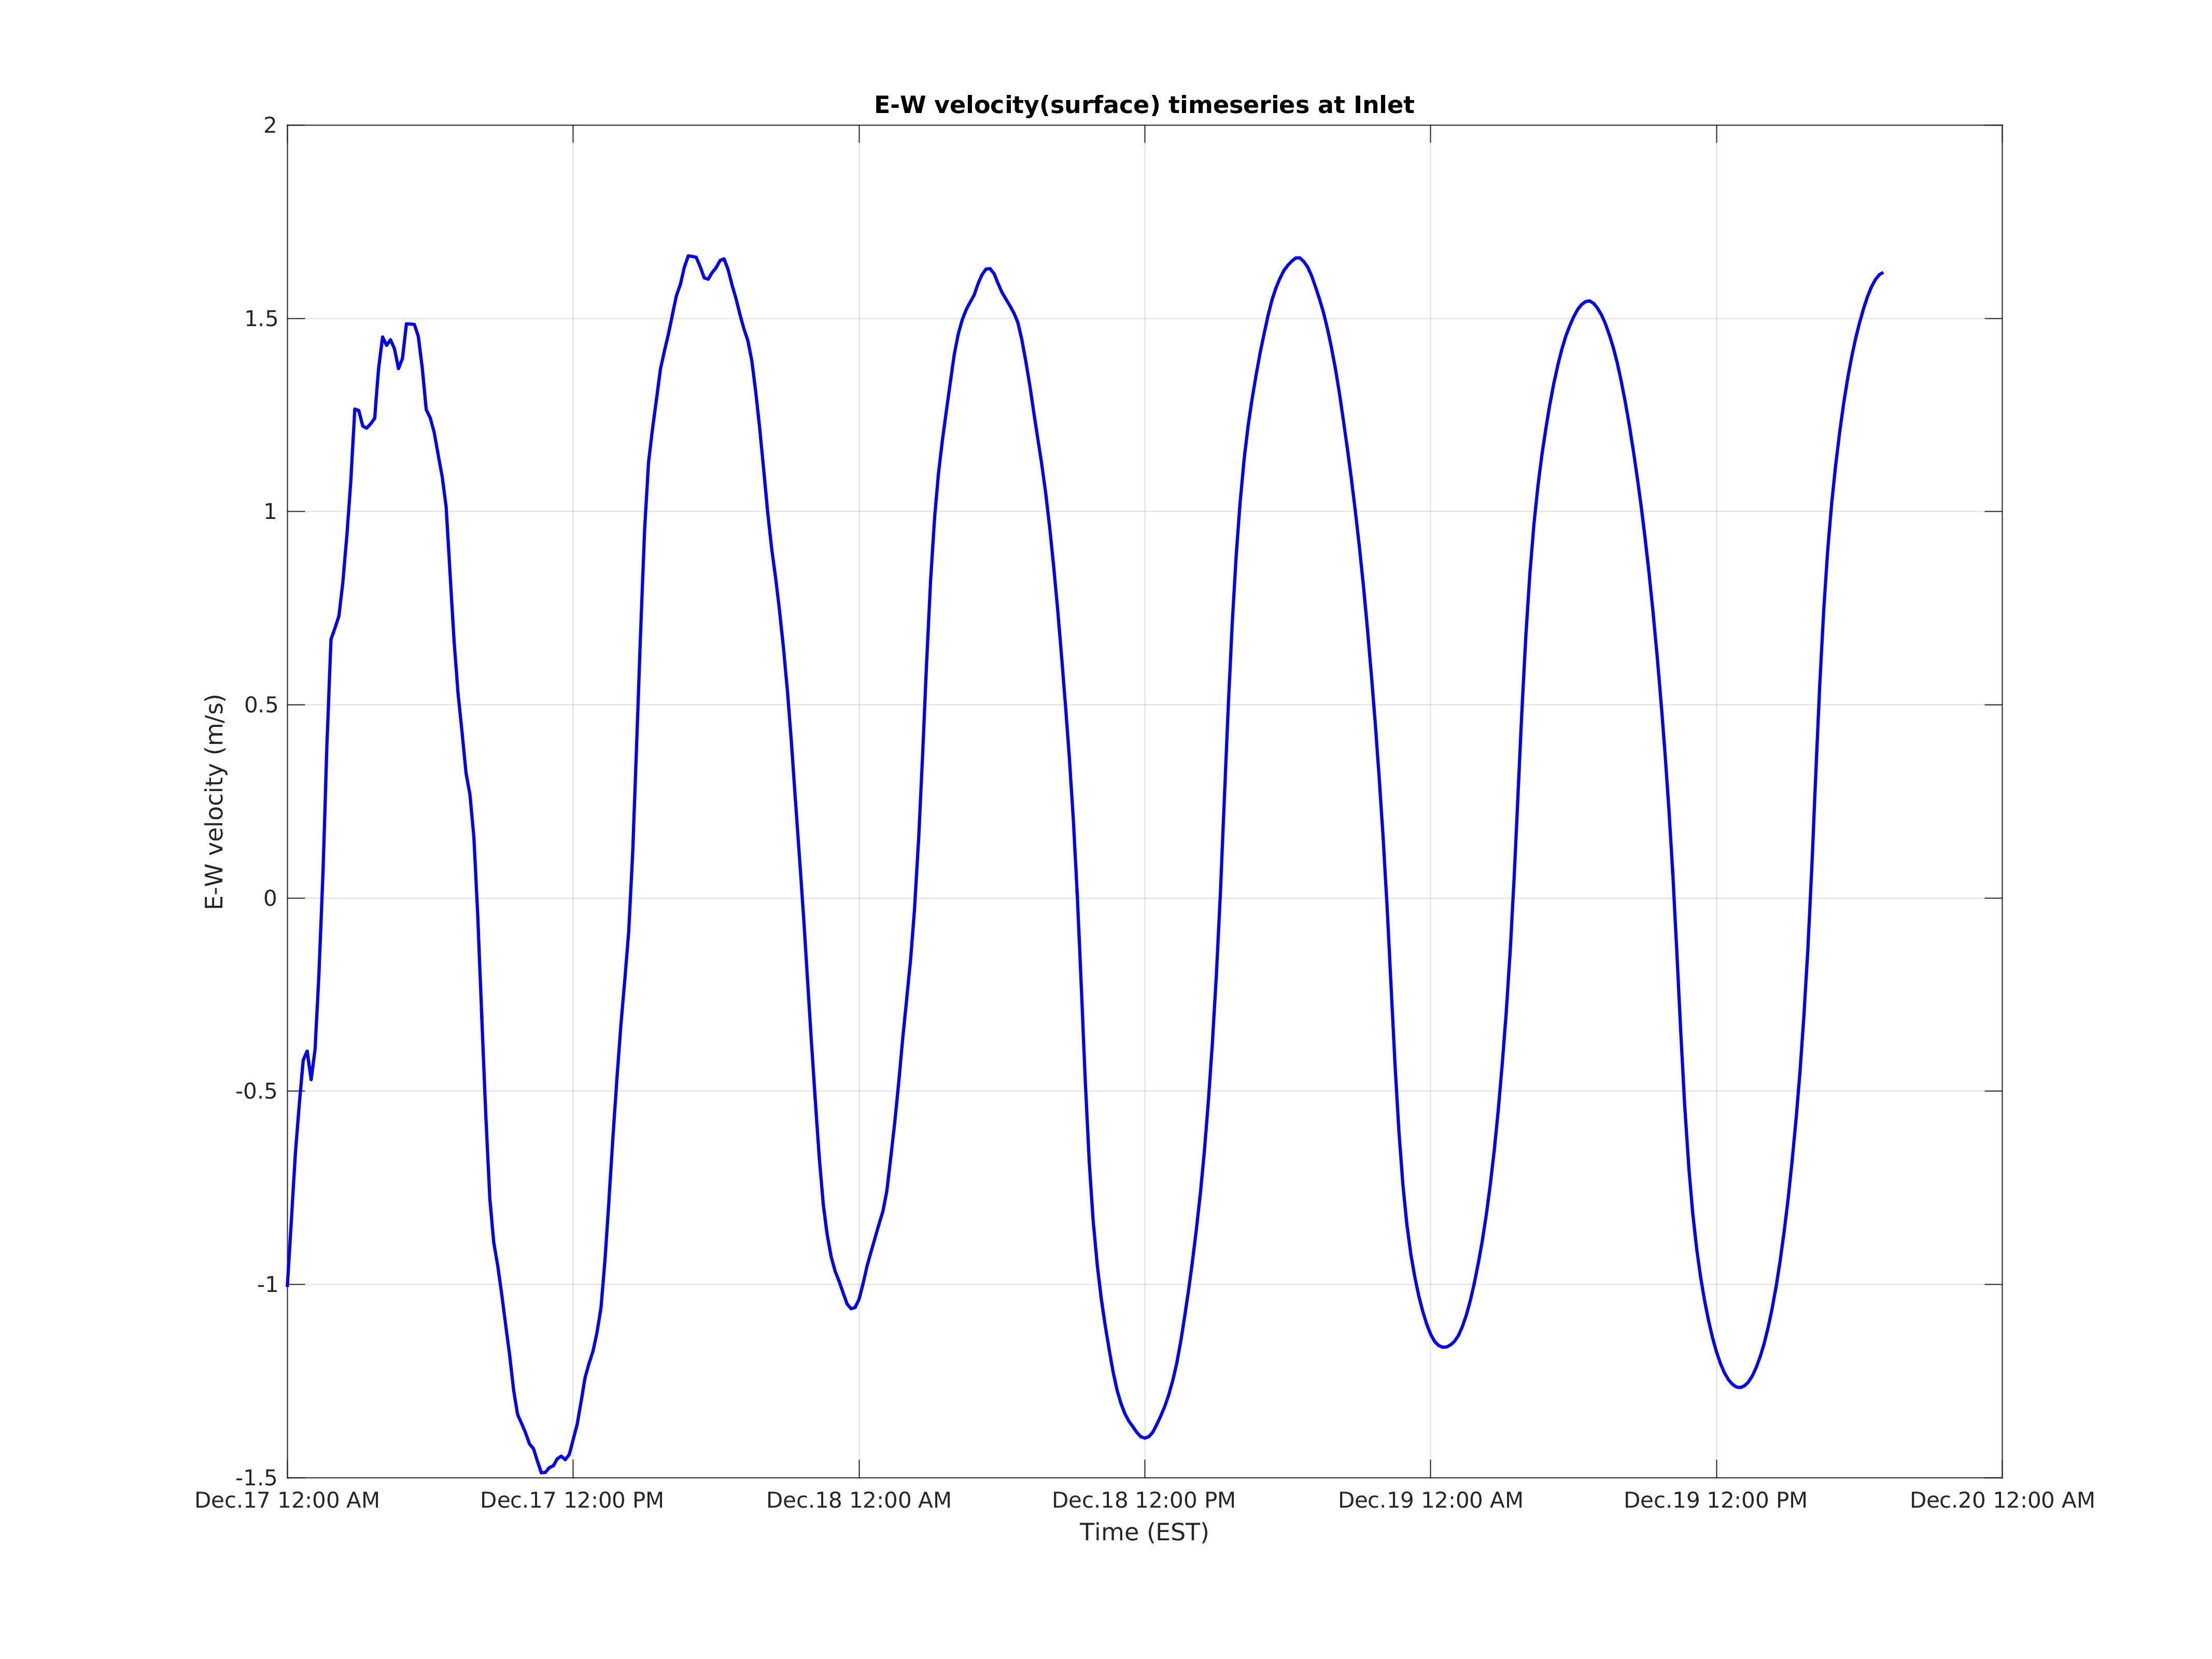 E-W velocity(surface) timeseries at Inlet
2
1.5
1
0.5
0
-0.5
-1
-1.5
E-W velocity (m/s)
Dec.17 12:00 AM Dec.17 12:00 PM Dec.18 12:00 AM Dec.18 12:00 PM Dec.19 12:00 AM Dec.19 12:00 PM Dec.20 12:00 AM
Time (EST)